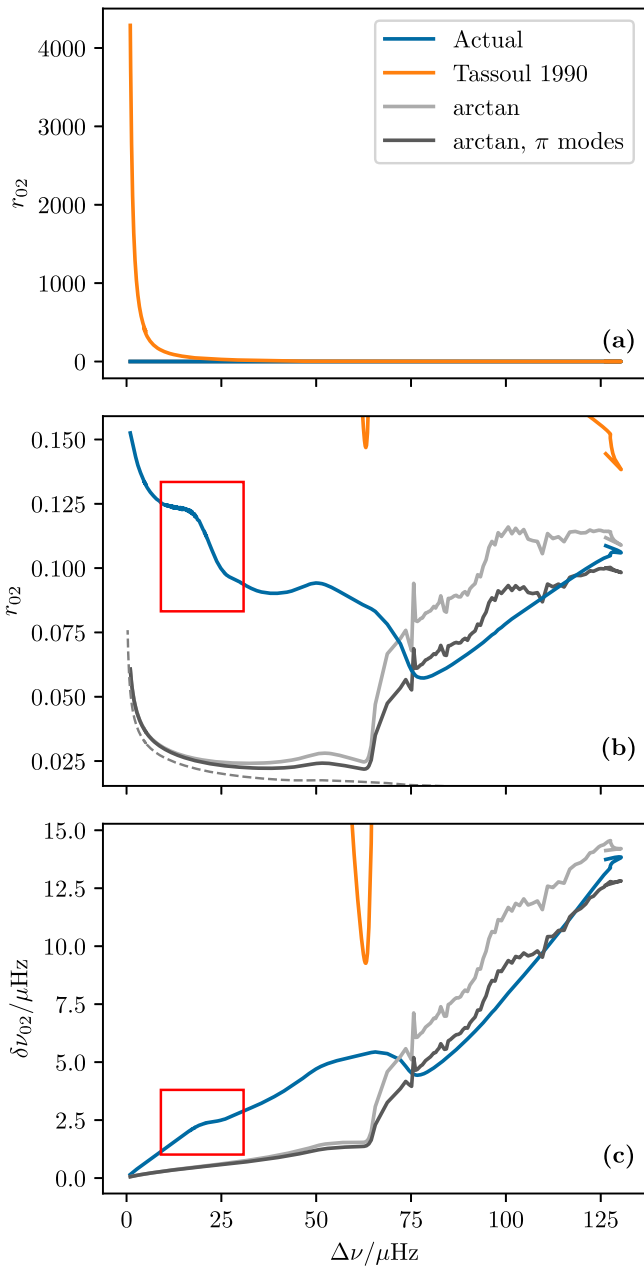 4000
3000
2000
1000
0
r02
Actual
Tassoul 1990
arctan
arctan, π modes
(a)
0.150
0.125
0.100
0.075
0.050
0.025
r02
(b)
15.0
12.5
10.0
7.5
5.0
2.5
0.0
δν02/μHz
(c)
0
25
50
75
100
125
Δν/μHz